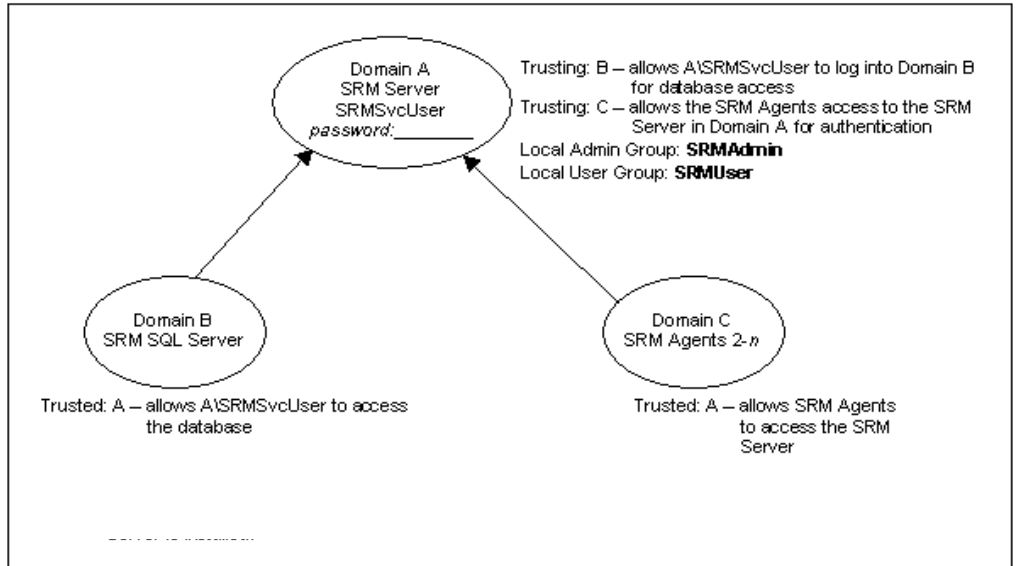 Domain A
SRM Server
SRMSvcUser
password:_________
Trusting: B – allows A\SRMSvcUser to log into Domain B
for database access
Trusting: C – allows the SRM Agents access to the SRM
Server in Domain A for authentication
Local Admin Group: SRMAdmin
Local User Group: SRMUser
Domain B
SRM SQL Server
Domain C
SRM Agents 2-n
Trusted: A – allows A\SRMSvcUser to access
the database
Trusted: A – allows SRM Agents
to access the SRM
Server